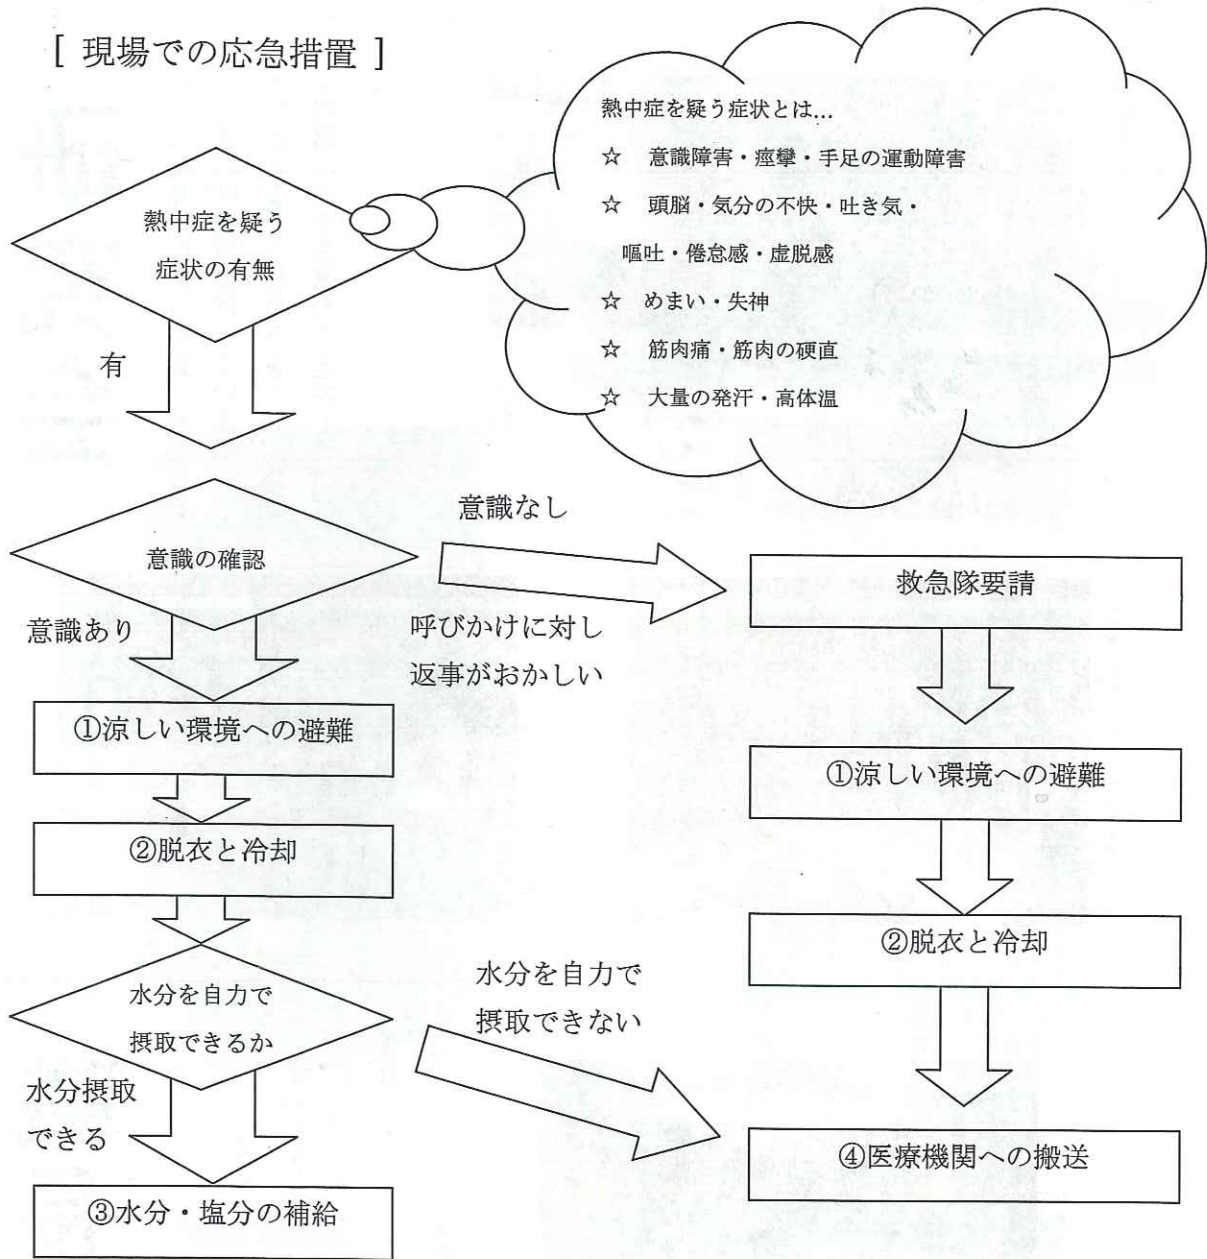 [ 現場での応急措置 ]
熱中症を疑う症状とは...
☆ 意識障害・痙攣・手足の運動障害
☆ 頭脳・気分の不快・吐き気・
嘔吐・倦怠感・虚脱感
☆ めまい・失神
☆ 筋肉痛・筋肉の硬直
☆ 大量の発汗・高体温
熱中症を疑う
症状の有無
有
意識の確認
意識なし
呼びかけに対し
返事がおかしい
救急隊要請
意識あり
①涼しい環境への避難
①涼しい環境への避難
②脱衣と冷却
②脱衣と冷却
水分を自力で
摂取できるか
水分を自力で
摂取できない
水分摂取
できる
④医療機関への搬送
③水分・塩分の補給